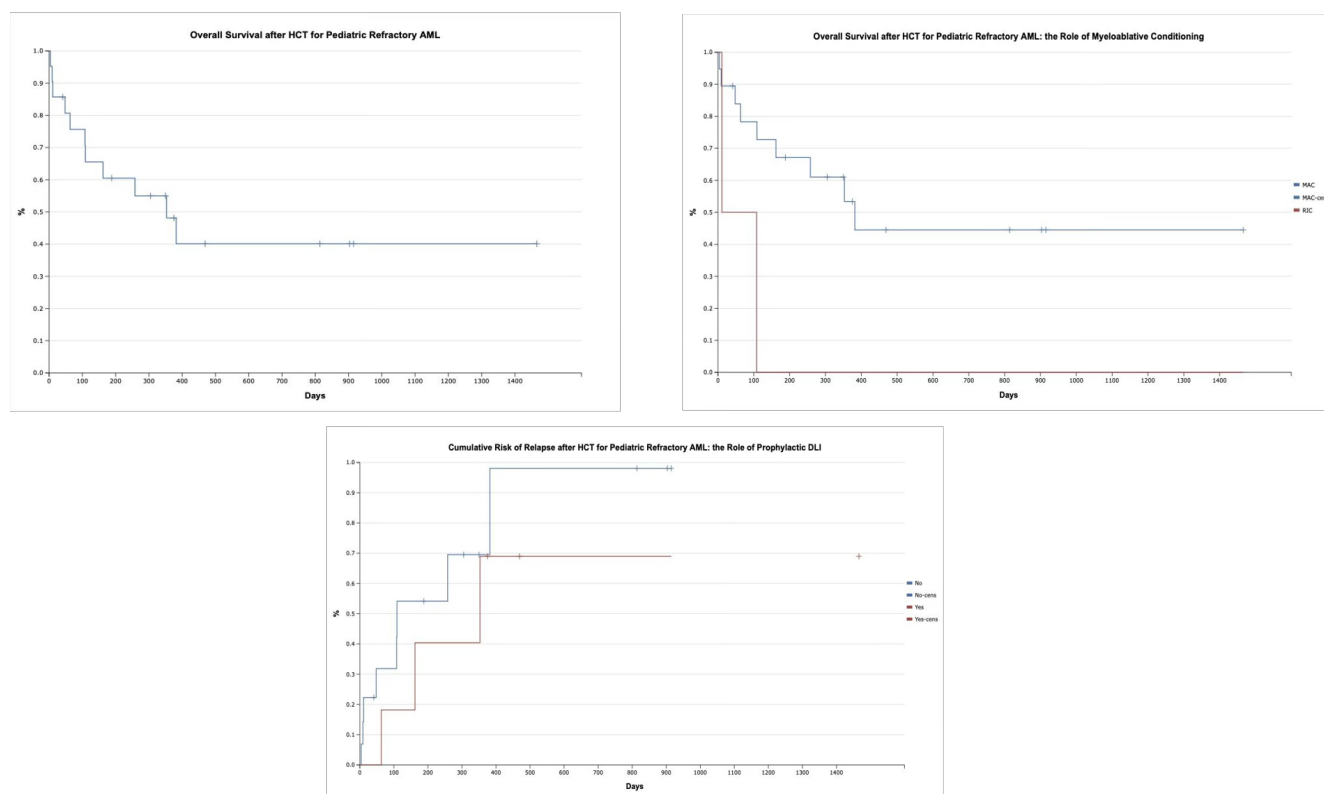 Overall Survival after HCT for Pediatric Refractory AML
1.0
0.9
0.8
0.7
0.6
0.5
0.4
0.3
0.2
0.1
0.0
%
0 100 200 300 400 500 600 700 800 900 1000 1100 1200 1300 1400
Days
Overall Survival after HCT for Pediatric Refractory AML: the Role of Myeloablative Conditioning
1.0
0.9
0.8
0.7
0.6
0.5
0.4
0.3
0.2
0.1
0.0
%
0 100 200 300 400 500 600 700 800 900 1000 1100 1200 1300 1400
Days
MAC
MAC-cen
RIC
Cumulative Risk of Relapse after HCT for Pediatric Refractory AML: the Role of Prophylactic DLI
1.0
0.9
0.8
0.7
0.6
0.5
0.4
0.3
0.2
0.1
0.0
%
0 100 200 300 400 500 600 700 800 900 1000 1100 1200 1300 1400
Days
No
No-cens
Yes
Yes-cens